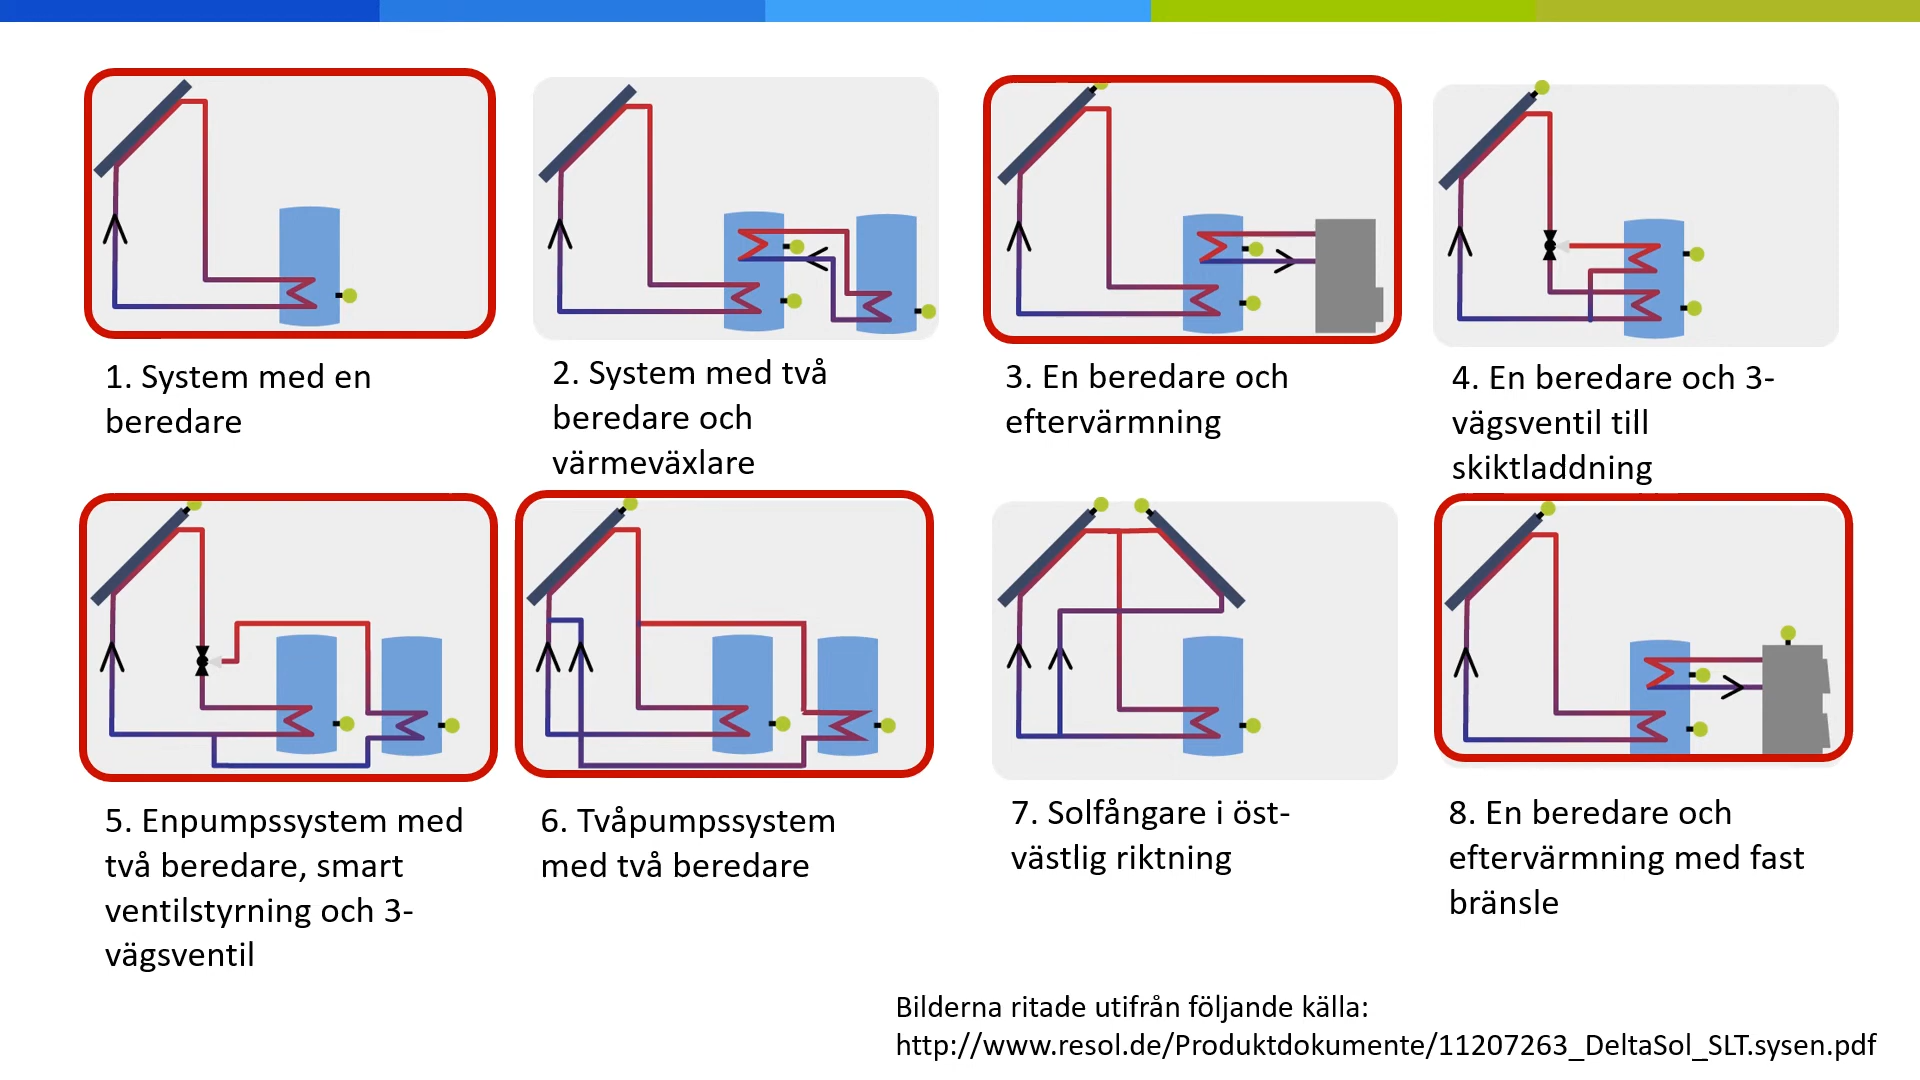 1. System med en
beredare
2. System med två
beredare och
värmeväxlare
3. En beredare och
eftervärmning
4. En beredare och 3-
vägsventil till
skiktladdning
5. Enpumpssystem med
två beredare, smart
ventilstyrning och 3-
vägsventil
6. Tvåpumpssystem
med två beredare
7. Solfångare i öst-
västlig riktning
8. En beredare och
eftervärmning med fast
bränsle
Bilderna ritade utifrån följande källa:
http://www.resol.de/Produktdokumente/11207263_DeltaSol_SLT.sysen.pdf